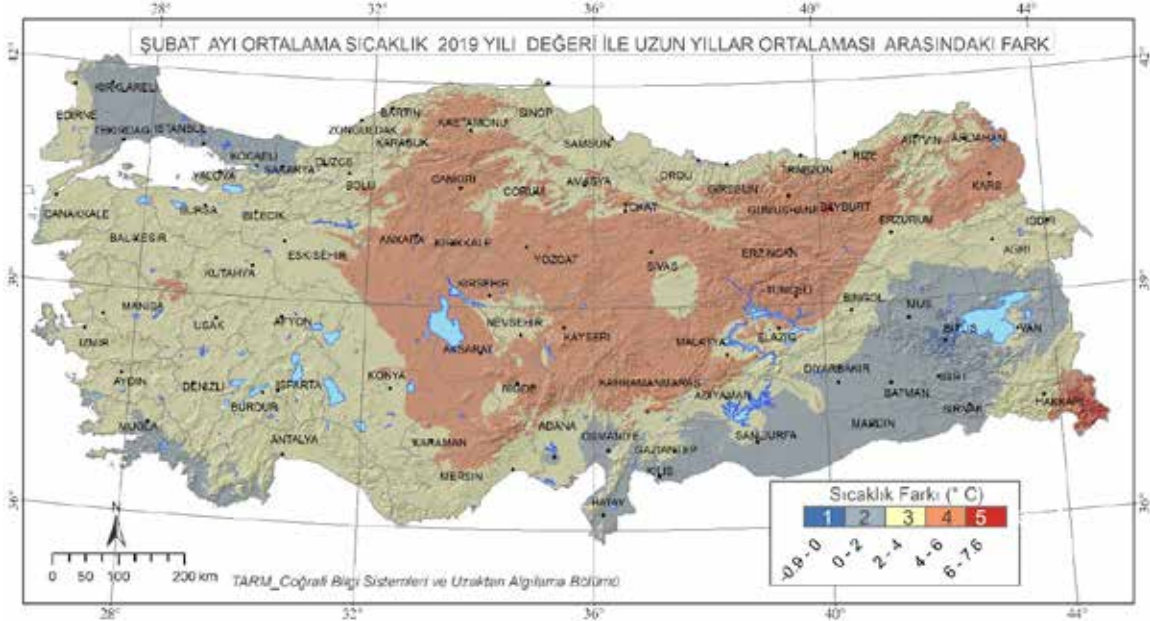 28° 32° 36° 40° 44°
42° 42°
ŞUBAT AYI ORTALAMA SICAKLIK 2019 YILI DEĞERİ İLE UZUN YILLAR ORTALAMASI ARASINDAKİ FARK
KIRKLARELİ
EDİRNE
TEKİRDAĞ İSTANBUL
KOCAELİ
YALOVA SAKARYA DÜZCE
ZONGULDAK BARTIN KASTAMONU SİNOP
KARABÜK
BOLU
SAMSUN
ÇANKIRI ÇORUM AMASYA
ORDU GİRESUN TRABZON RİZE ARTVİN ARDAHAN
KARS
TOKAT GÜMÜŞHANE BAYBURT
ERZURUM IĞDIR
AĞRI
ÇANAKKALE BURSA BİLECİK
BALIKESİR ESKİŞEHİR ANKARA KIRIKKALE
YOZGAT SİVAS ERZİNCAN
39° 39°
KÜTAHYA
MANİSA UŞAK AFYON
KIRŞEHİR
NEVŞEHİR
KAYSERİ
TUNCELİ BİNGÖL MUŞ
BİTLİS VAN
İZMİR AKSARAY MALATYA ELAZIĞ
DİYARBAKIR
AYDIN DENİZLİ ISPARTA
BURDUR
KONYA NİĞDE
KAHRAMANMARAŞ
ADIYAMAN
BATMAN SİİRT
ŞIRNAK HAKKARİ
MARDİN
MUĞLA ANTALYA
KARAMAN ADANA
OSMANİYE GAZİANTEP ŞANLIURFA
MERSİN KİLİS
HATAY
36° 36°
N
0 50 100 200 km
TARM_Coğrafi Bilgi Sistemleri ve Uzaktan Algılama Bölümü
Sıcaklık Farkı (° C)
1 2 3 4 5
-0.9 - 0 0 - 2 2 - 4 4 - 6 6 - 7.6
28° 32° 36° 40° 44°